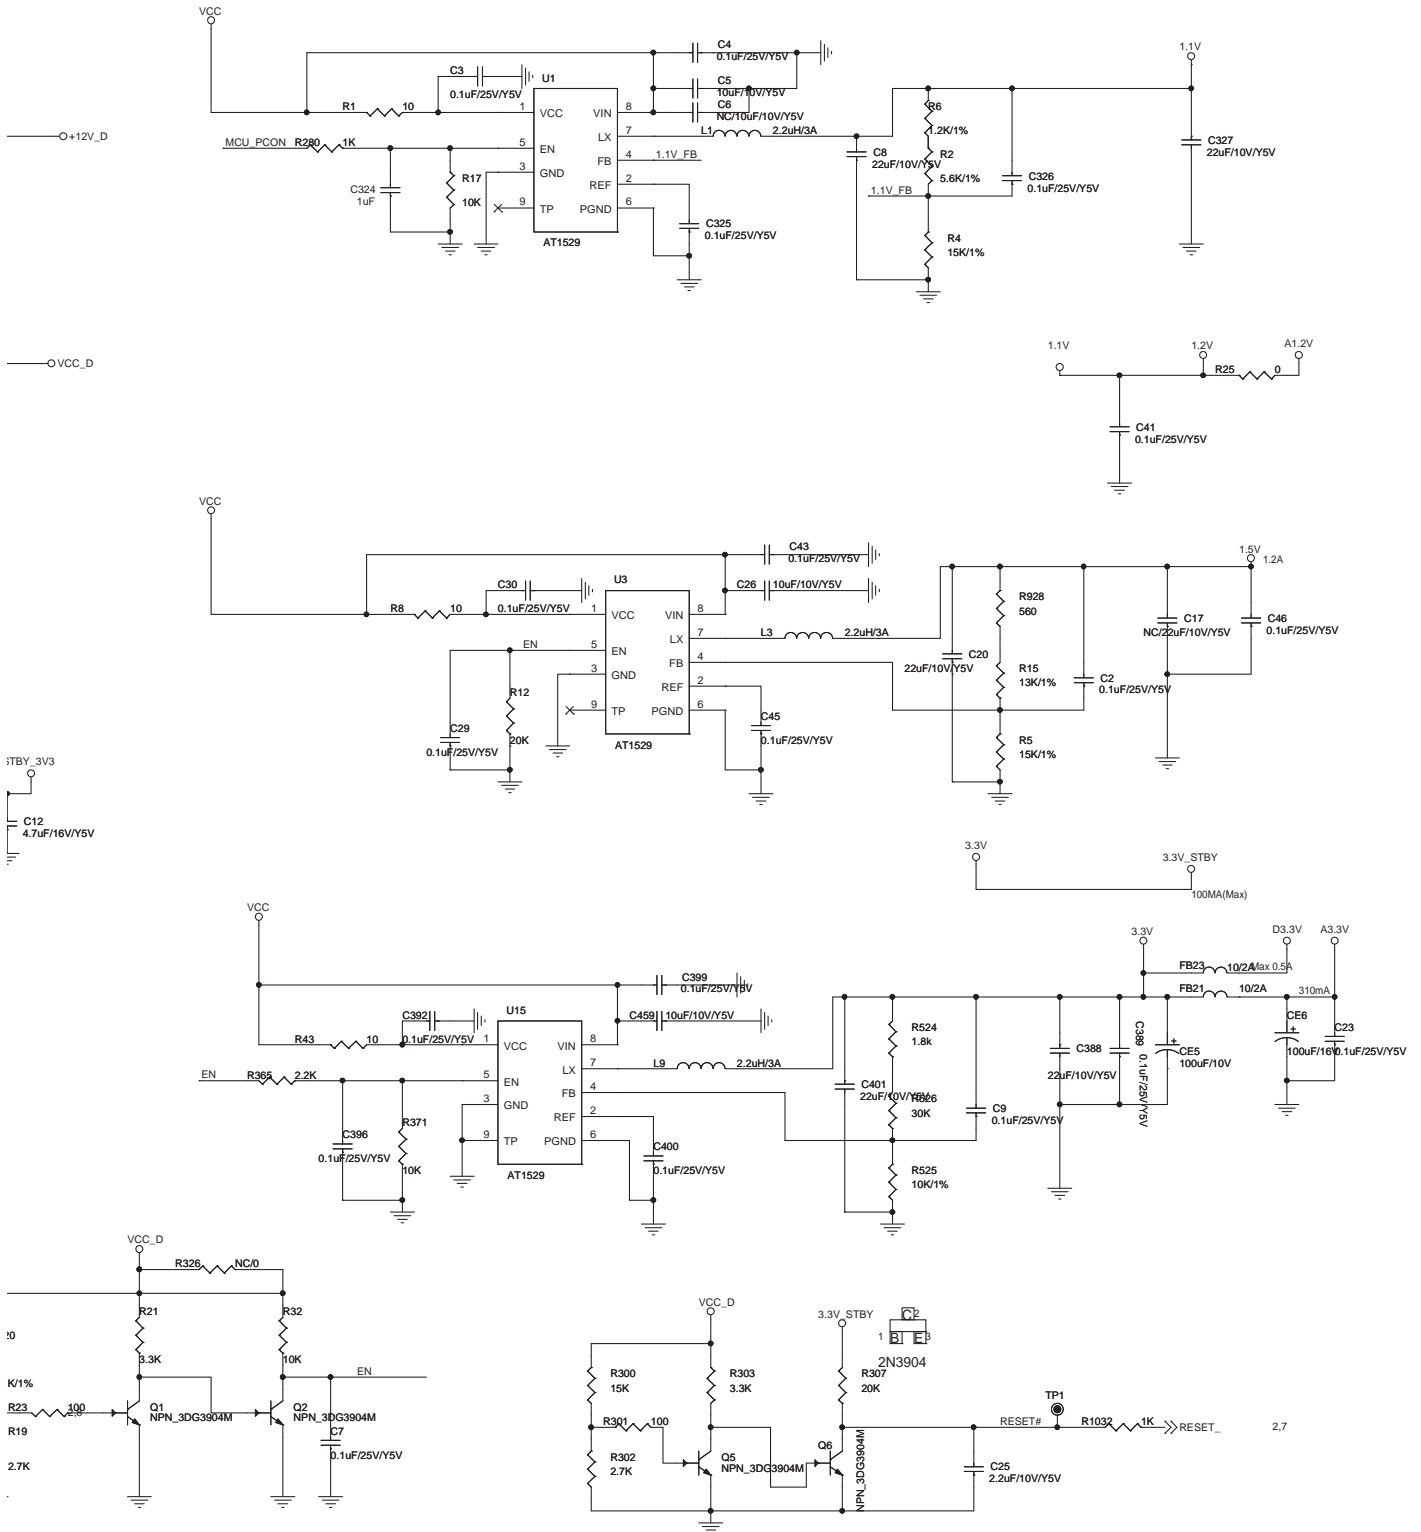 VCC
C4
0.1uF/25V/Y5V
1.1V
C3
0.1uF/25V/Y5V
U1
C5
10uF/10V/Y5V
C6
NC/10uF/10V/Y5V
R1 10
1 VCC VIN 8
R6
1.2K/1%
+12V_D
LX 7
L1 2.2uH/3A
C327
22uF/10V/Y5V
MCU_PCON R280 1K
5 EN
FB 4 1.1V_FB
C8
22uF/10V/Y5V
R2
5.6K/1%
3 GND
REF 2
C324
1uF
R17
10K
C326
0.1uF/25V/Y5V
1.1V_FB
9 TP PGND 6
C325
0.1uF/25V/Y5V
AT1529
R4
15K/1%
VCC_D
1.1V 1.2V A1.2V
R25 0
C41
0.1uF/25V/Y5V
VCC
C43
0.1uF/25V/Y5V
1.5V
1.2A
C30
0.1uF/25V/Y5V
U3
C26 10uF/10V/Y5V
R8 10
1 VCC VIN 8
R928
560
C17
NC/22uF/10V/Y5V
C46
0.1uF/25V/Y5V
LX 7
L3 2.2uH/3A
EN 5 EN
FB 4
C20
22uF/10V/Y5V
3 GND
REF 2
R15
13K/1%
C2
0.1uF/25V/Y5V
R12
20K
9 TP PGND 6
C29
0.1uF/25V/Y5V
C45
0.1uF/25V/Y5V
AT1529
R5
15K/1%
STBY_3V3
C12
4.7uF/16V/Y5V
3.3V
3.3V_STBY
100MA(Max)
VCC
3.3V D3.3V A3.3V
FB23 10/2A Max 0.5A
C399
0.1uF/25V/Y5V
FB21 10/2A 310mA
C392
0.1uF/25V/Y5V
U15
C459 10uF/10V/Y5V
R43 10
1 VCC VIN 8
R524
1.8k
C388
22uF/10V/Y5V
C389 0.1uF/25V/Y5V
CE5
100uF/10V
CE6
100uF/16V
C23
0.1uF/25V/Y5V
LX 7
L9 2.2uH/3A
EN R365 2.2K
5 EN
FB 4
C401
22uF/10V/Y5V
R526
30K
3 GND
REF 2
C9
0.1uF/25V/Y5V
R371
10K
9 TP PGND 6
C396
0.1uF/25V/Y5V
C400
0.1uF/25V/Y5V
AT1529
R525
10K/1%
VCC_D
R326 NC/0
R21
3.3K
R32
10K
20
K/1%
EN
R23 100
2,8
Q1
NPN_3DG3904M
Q2
NPN_3DG3904M
R19
2.7K
C7
0.1uF/25V/Y5V
VCC_D
3.3V_STBY
C 2
1 B E 3
2N3904
R300
15K
R303
3.3K
R307
20K
TP1
R301 100
RESET# R1032 1K RESET_ 2,7
R302
2.7K
Q5
NPN_3DG3904M
Q6
NPN_3DG3904M
C25
2.2uF/10V/Y5V